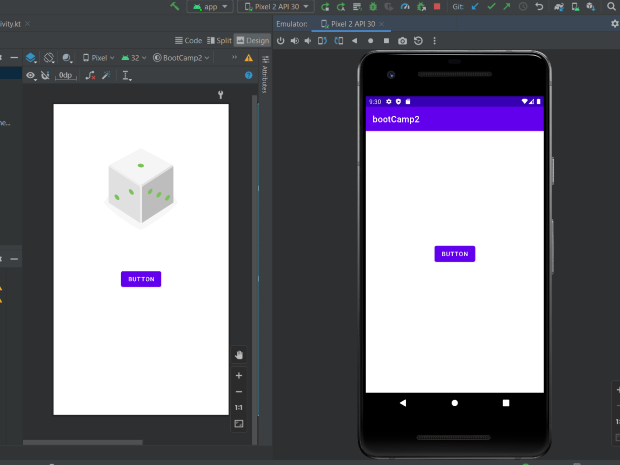 app
Pixel 2 API 30
Git:
ivity.kt
Emulator:
Pixel 2 API 30
Code
Split
Design
Pixel
32
BootCamp2
0dp
Attributes
ne...
9:30
bootCamp2
BUTTON
BUTTON
1:1